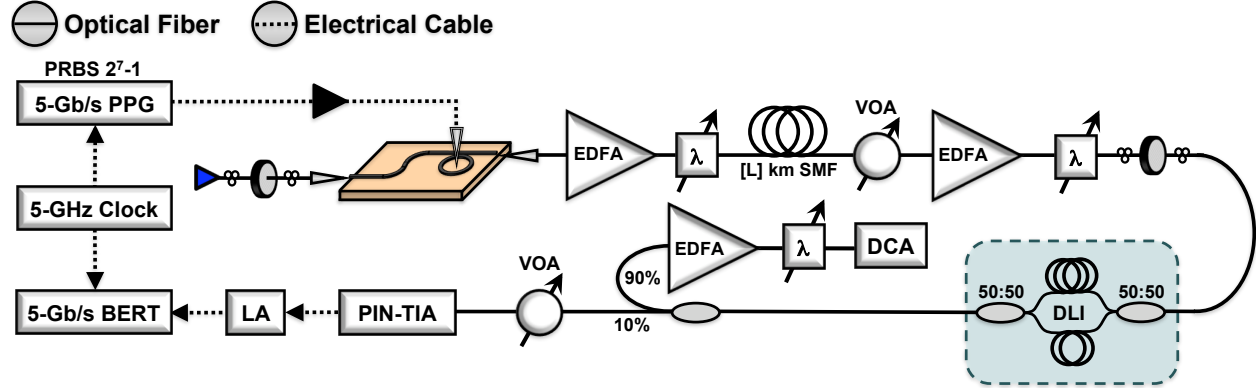 Optical Fiber
Electrical Cable
PRBS 2⁷-1
5-Gb/s PPG
5-GHz Clock
5-Gb/s BERT
EDFA
λ
[L] km SMF
VOA
EDFA
λ
EDFA
λ
DCA
90%
10%
VOA
LA
PIN-TIA
50:50
DLI
50:50